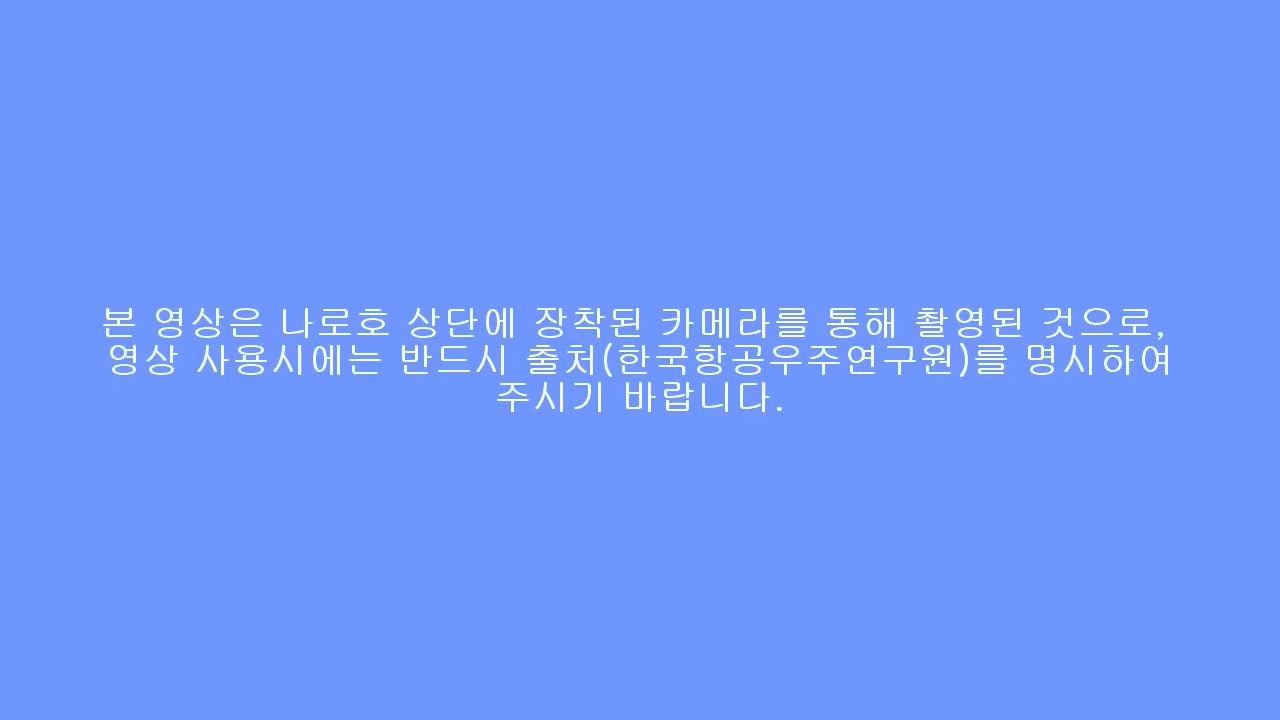 본 영상은 나로호 상단에 장착된 카메라를 통해 촬영된 것으로,
영상 사용시에는 반드시 출처(한국항공우주연구원)를 명시하여
주시기 바랍니다.